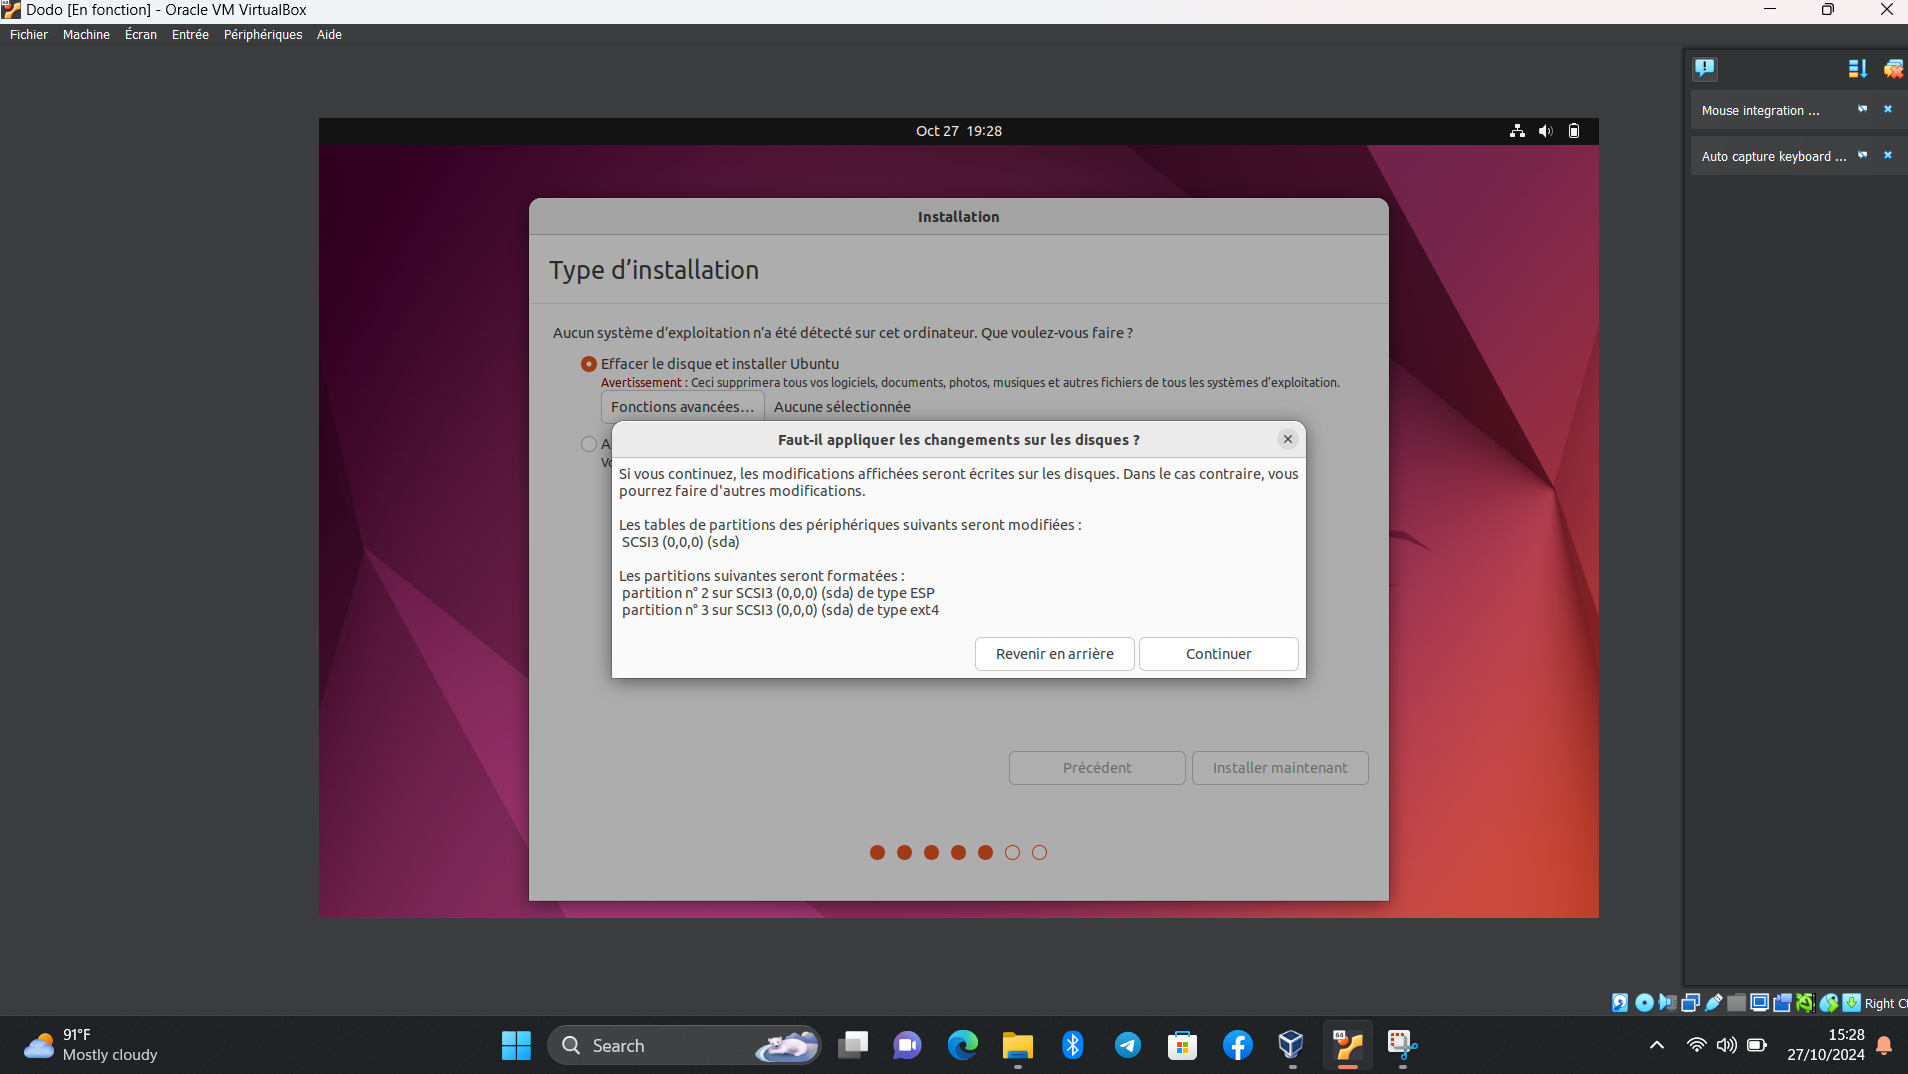 Dodo [En fonction] - Oracle VM VirtualBox
Fichier Machine Écran Entrée Périphériques Aide
Mouse integration ...
Auto capture keyboard ...
Oct 27 19:28
Installation
Type d’installation
Aucun système d’exploitation n’a été détecté sur cet ordinateur. Que voulez-vous faire ?
Effacer le disque et installer Ubuntu
Avertissement : Ceci supprimera tous vos logiciels, documents, photos, musiques et autres fichiers de tous les systèmes d’exploitation.
Fonctions avancées… Aucune sélectionnée
A
Vo
Faut-il appliquer les changements sur les disques ?
Si vous continuez, les modifications affichées seront écrites sur les disques. Dans le cas contraire, vous
pourrez faire d'autres modifications.
Les tables de partitions des périphériques suivants seront modifiées :
SCSI3 (0,0,0) (sda)
Les partitions suivantes seront formatées :
partition n° 2 sur SCSI3 (0,0,0) (sda) de type ESP
partition n° 3 sur SCSI3 (0,0,0) (sda) de type ext4
Revenir en arrière Continuer
Précédent Installer maintenant
Right C
91°F
Mostly cloudy
Search
64
15:28
27/10/2024